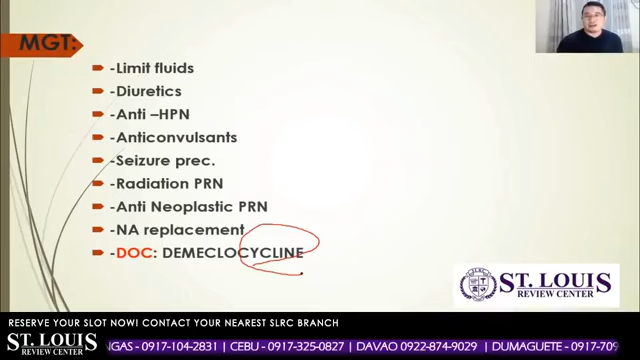 MGT:
-Limit fluids
-Diuretics
-Anti –HPN
-Anticonvulsants
-Seizure prec.
-Radiation PRN
-Anti Neoplastic PRN
-NA replacement
-DOC: DEMECLOCYCLINE
ST. LOUIS
REVIEW CENTER
RESERVE YOUR SLOT NOW! CONTACT YOUR NEAREST SLRC BRANCH
ST. LOUIS
REVIEW CENTER
NGAS - 0917-104-2831 | CEBU - 0917-325-0827 | DAVAO 0922-874-9029 | DUMAGUETE - 0917-709